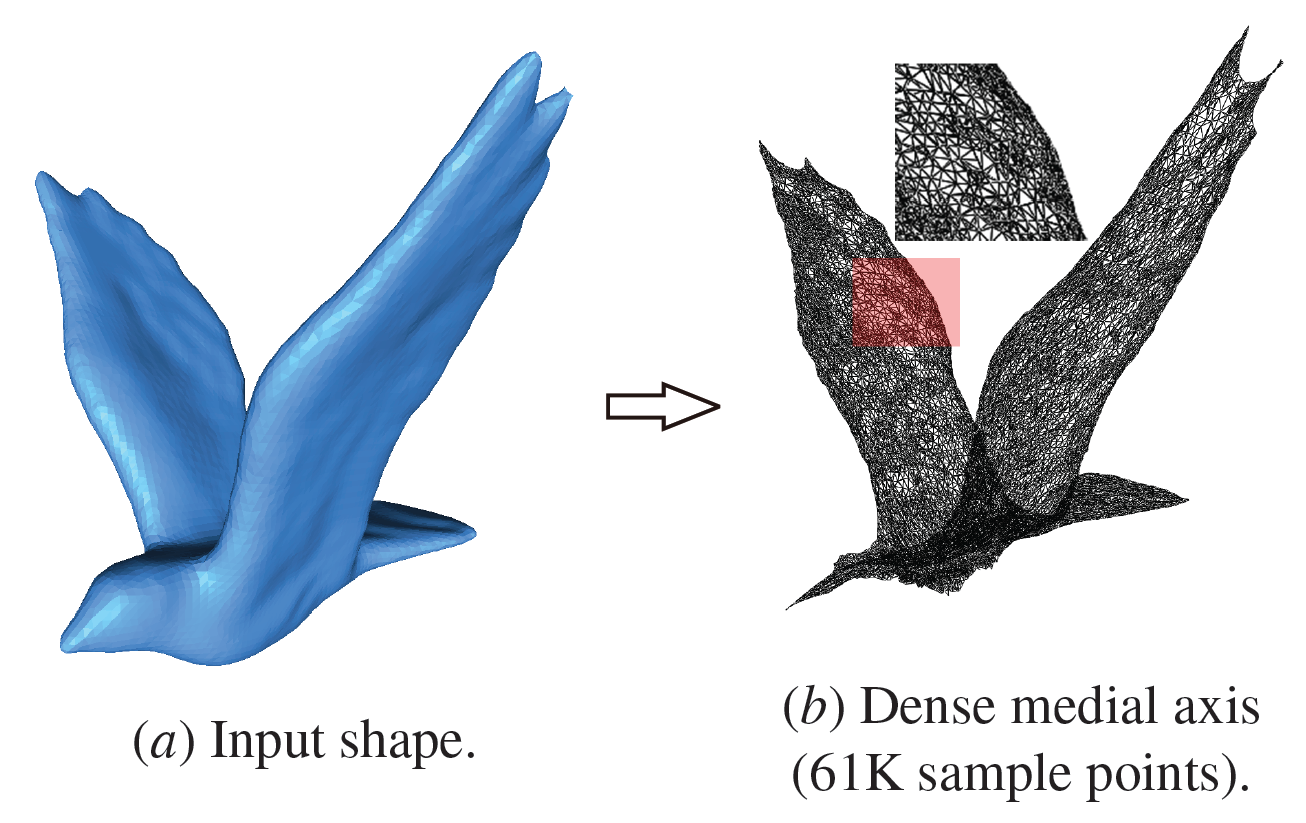 (a) Input shape.
(b) Dense medial axis
(61K sample points).